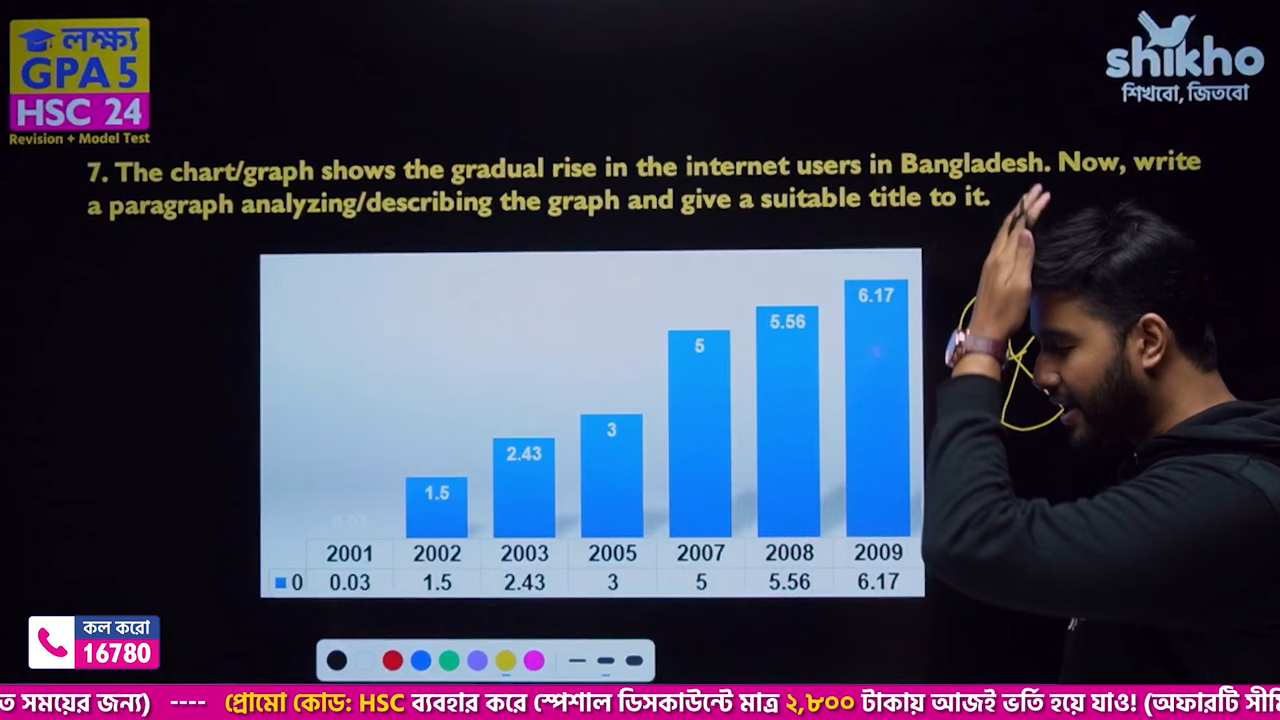 লক্ষ্য
GPA 5
HSC 24
Revision + Model Test
shikho
শিখবো, জিতবো
7. The chart/graph shows the gradual rise in the internet users in Bangladesh. Now, write
a paragraph analyzing/describing the graph and give a suitable title to it.
0.03
1.5
2.43
3
5
5.56
6.17
2001 2002 2003 2005 2007 2008 2009
0 0.03 1.5 2.43 3 5 5.56 6.17
কল করো
16780
ত সময়ের জন্য) ---- প্রোমো কোড: HSC ব্যবহার করে স্পেশাল ডিসকাউন্টে মাত্র ২,৮০০ টাকায় আজই ভর্তি হয়ে যাও! (অফারটি সীমি